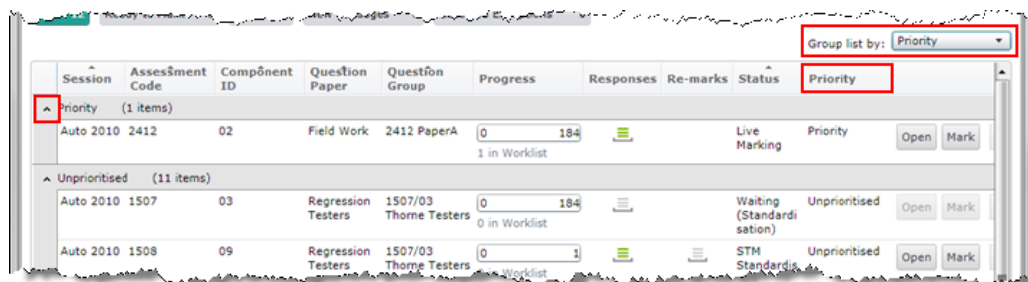 Group list by: Priority
Session Assessment Code Component ID Question Paper Question Group Progress Responses Re-marks Status Priority
Priority (1 items)
Auto 2010 2412 02 Field Work 2412 PaperA 0 184 Live Marking Priority Open Mark
1 in Worklist
Unprioritised (11 items)
Auto 2010 1507 03 Regression Testers 1507/03 Thorne Testers 0 184 Waiting (Standardi sation) Unprioritised Open Mark
0 in Worklist
Auto 2010 1508 09 Regression Testers 1507/03 Thorne Testers 0 1 STM Standardis Unprioritised Open Mark
in Worklist